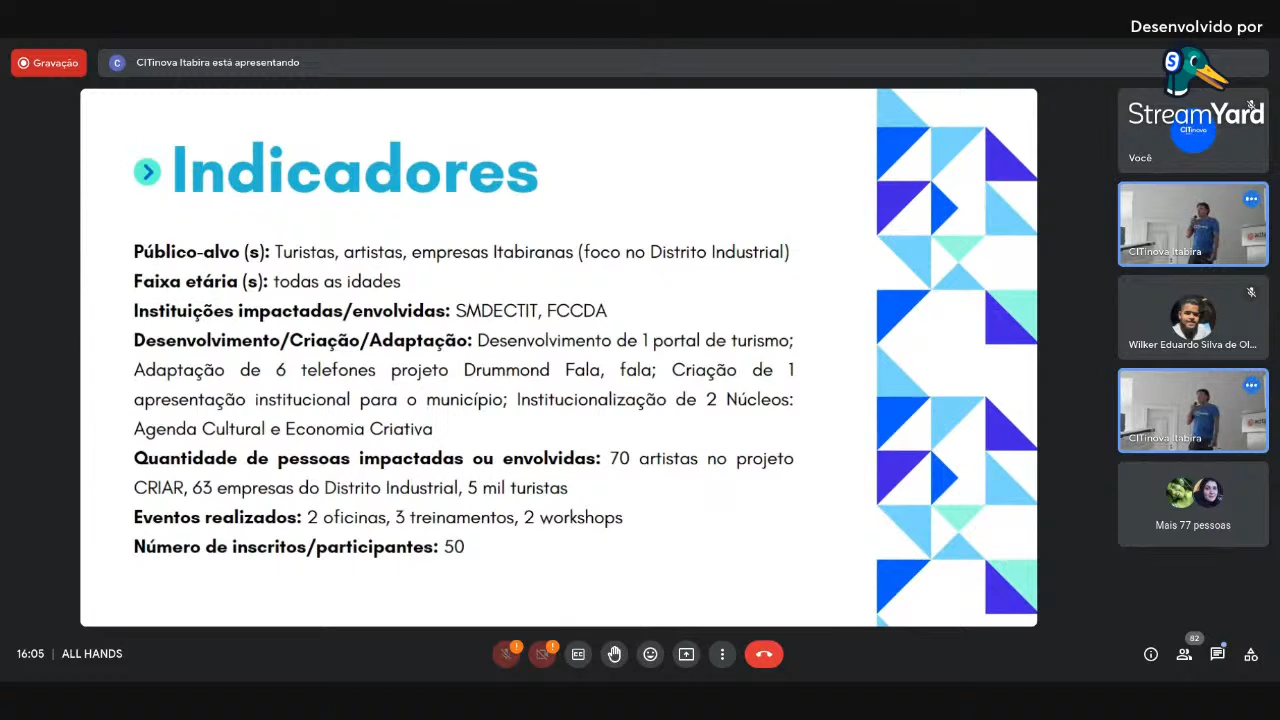 Desenvolvido por
Gravação
C
CITinova Itabira está apresentando
S
StreamYard
CITinova
Você
Indicadores
Público-alvo (s): Turistas, artistas, empresas Itabiranas (foco no Distrito Industrial)
Faixa etária (s): todas as idades
Instituições impactadas/envolvidas: SMDECTIT, FCCDA
Desenvolvimento/Criação/Adaptação: Desenvolvimento de 1 portal de turismo;
Adaptação de 6 telefones projeto Drummond Fala, fala; Criação de 1
apresentação institucional para o município; Institucionalização de 2 Núcleos:
Agenda Cultural e Economia Criativa
Quantidade de pessoas impactadas ou envolvidas: 70 artistas no projeto
CRIAR, 63 empresas do Distrito Industrial, 5 mil turistas
Eventos realizados: 2 oficinas, 3 treinamentos, 2 workshops
Número de inscritos/participantes: 50
CITinova Itabira
Wilker Eduardo Silva de Ol...
CITinova Itabira
Mais 77 pessoas
16:05 | ALL HANDS
CC
82